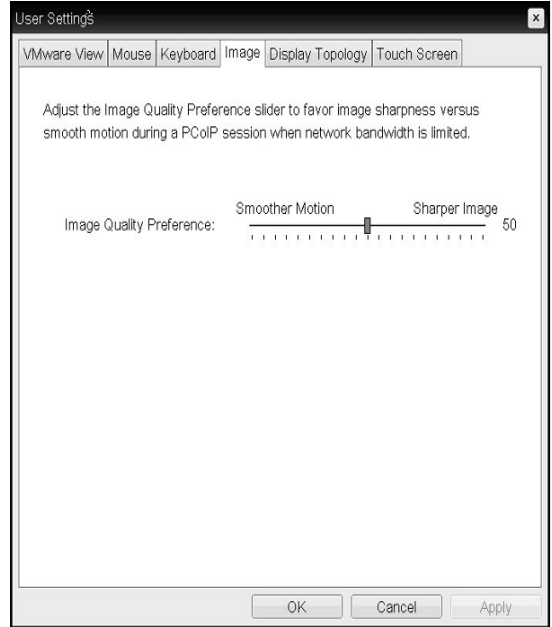 User Settings
VMware View Mouse Keyboard Image Display Topology Touch Screen
Adjust the Image Quality Preference slider to favor image sharpness versus
smooth motion during a PCoIP session when network bandwidth is limited.
Smoother Motion Sharper Image
Image Quality Preference: 50
OK Cancel Apply